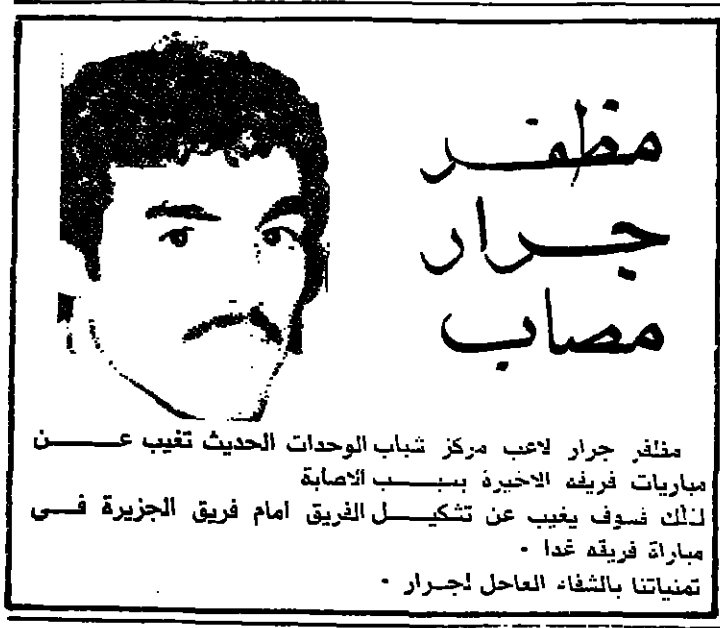 مظفر
جرار
مصاب
مظفر جرار لاعب مركز شباب الوحدات الحديث تغيب عن
مباريات فريقه الاخيرة بسبب الاصابة
لذلك فسوف يغيب عن تشكيل الفريق امام فريق الجزيرة في
مباراة فريقه غدا .
تمنياتنا بالشفاء العاجل لجرار .